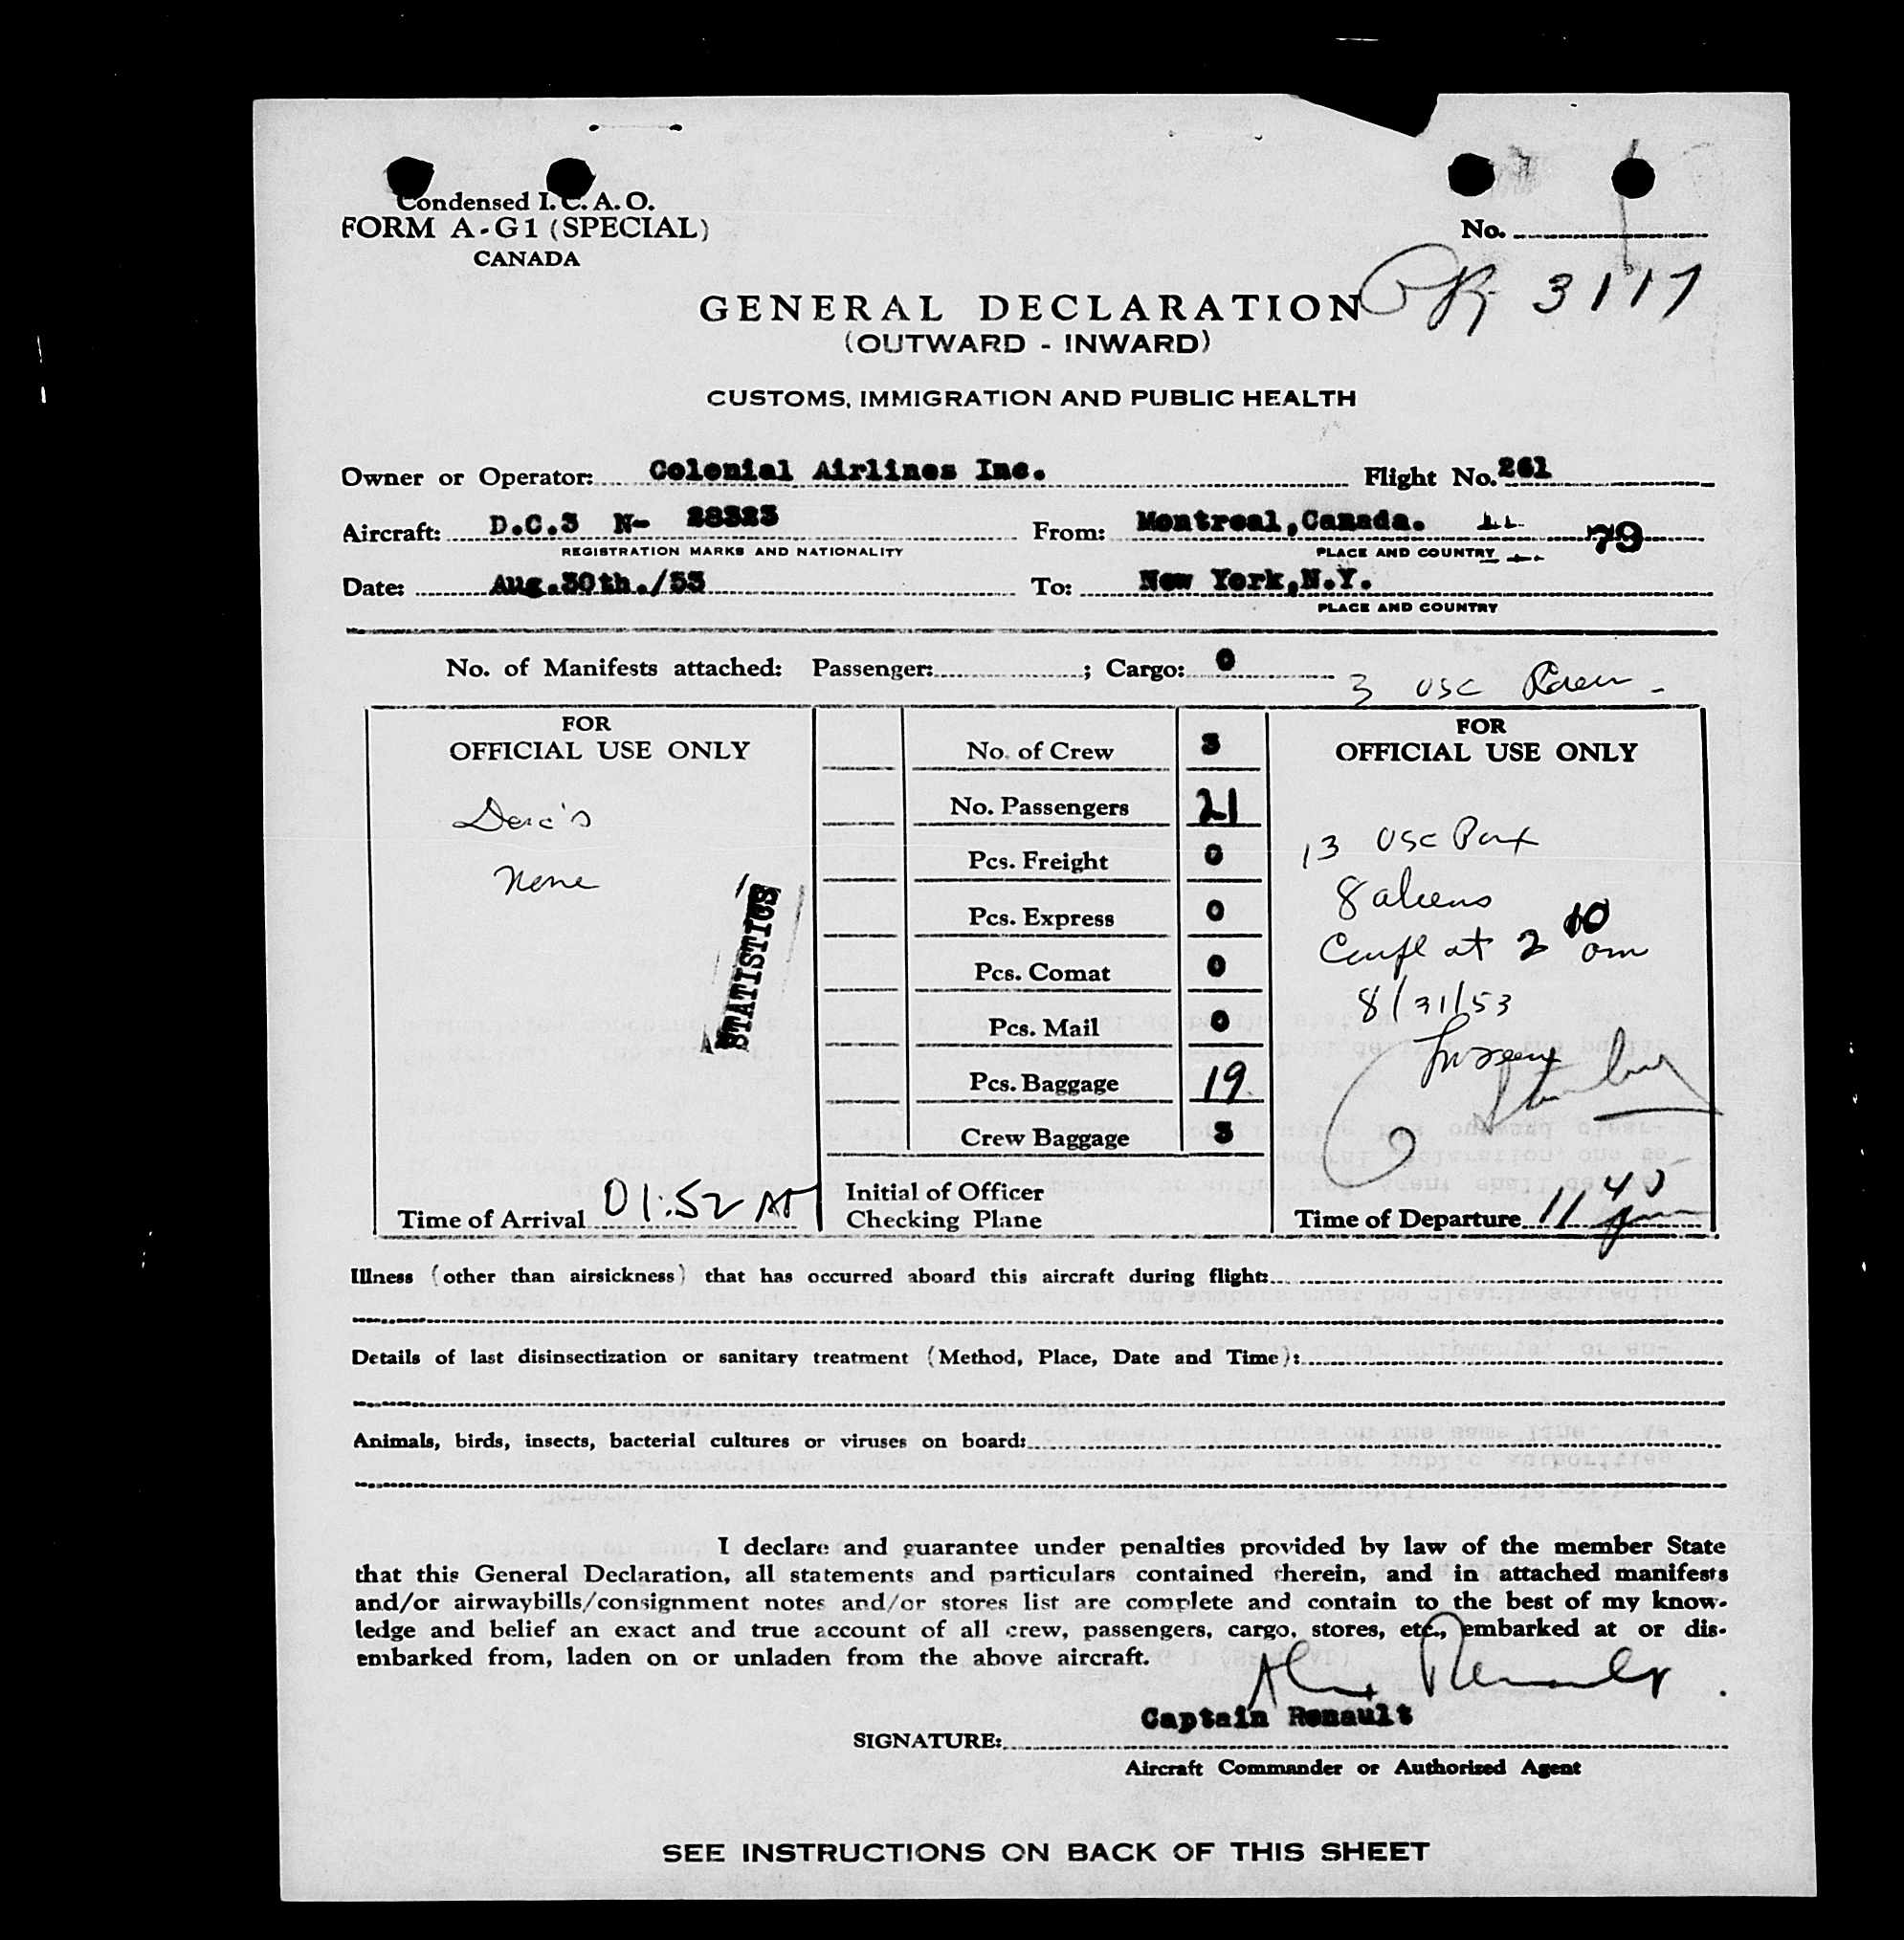 Condensed I. C. A. O.
FORM A-G1 (SPECIAL)
CANADA
No.
3117
GENERAL DECLARATION
(OUTWARD - INWARD)
CUSTOMS, IMMIGRATION AND PUBLIC HEALTH
Owner or Operator: Colonial Airlines Inc. Flight No. 261
Aircraft: D.C.3 N- 28323 From: Montreal, Canada. 79
REGISTRATION MARKS AND NATIONALITY PLACE AND COUNTRY
Date: Aug.30th./53 To: New York,N.Y.
PLACE AND COUNTRY
No. of Manifests attached: Passenger: ; Cargo: 0
3 USC
FOR
OFFICIAL USE ONLY
None
STATISTICS
Time of Arrival 01:52 AM
No. of Crew 3
No. Passengers 21
Pcs. Freight 0
Pcs. Express 0
Pcs. Comat 0
Pcs. Mail 0
Pcs. Baggage 19
Crew Baggage 3
Initial of Officer
Checking Plane
FOR
OFFICIAL USE ONLY
13 USC
8 aliens
at 2 10 am
8/31/53
Time of Departure 11 45 pm
Illness (other than airsickness) that has occurred aboard this aircraft during flight:
Details of last disinsectization or sanitary treatment (Method, Place, Date and Time):
Animals, birds, insects, bacterial cultures or viruses on board:
I declare and guarantee under penalties provided by law of the member State
that this General Declaration, all statements and particulars contained therein, and in attached manifests
and/or airwaybills/consignment notes and/or stores list are complete and contain to the best of my know-
ledge and belief an exact and true account of all crew, passengers, cargo, stores, etc., embarked at or dis-
embarked from, laden on or unladen from the above aircraft.
Captain Renault
SIGNATURE:
Aircraft Commander or Authorized Agent
SEE INSTRUCTIONS ON BACK OF THIS SHEET